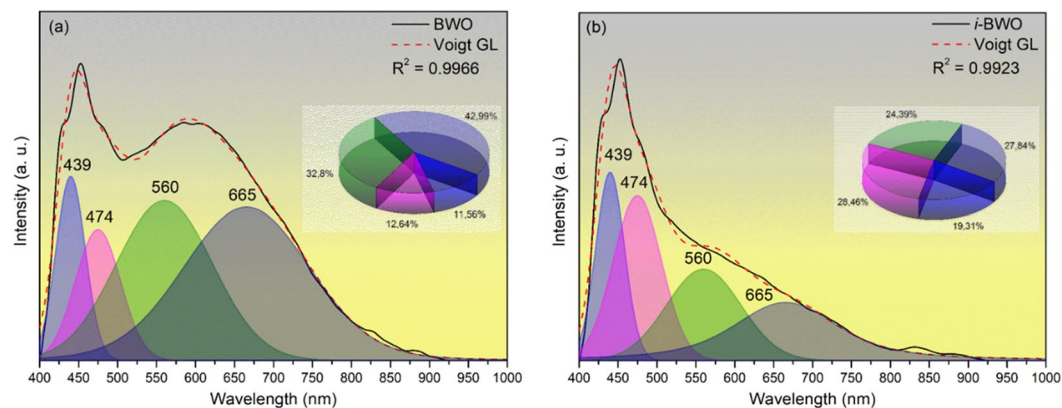 (a)
BWO
Voigt GL
R² = 0.9966
42,99%
32,8%
12,64%
11,56%
439
474
560
665
Intensity (a. u.)
400 450 500 550 600 650 700 750 800 850 900 950 1000
Wavelength (nm)
(b)
i-BWO
Voigt GL
R² = 0.9923
24,39%
27,84%
28,46%
19,31%
439
474
560
665
Intensity (a. u.)
400 450 500 550 600 650 700 750 800 850 900 950 1000
Wavelength (nm)